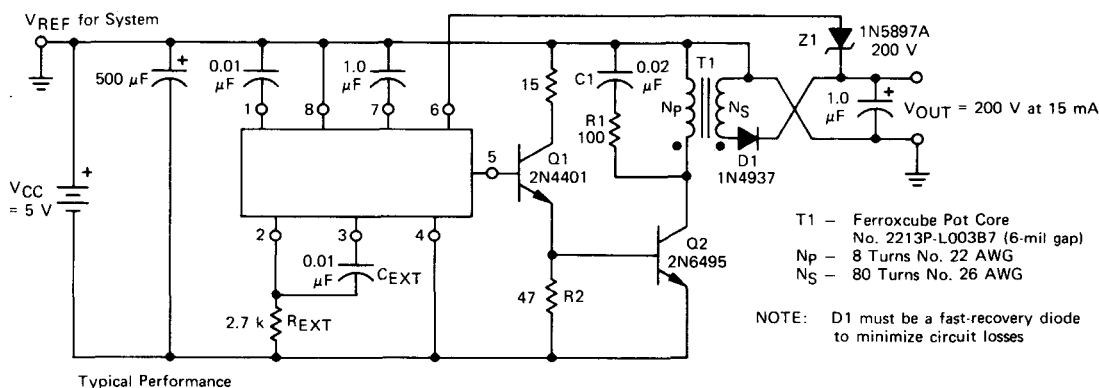 VREF for System
500 μF
+
0.01
μF
1.0
μF
+
1
8
7
6
15
C1
0.02
μF
R1
100
T1
NP
NS
Z1
1N5897A
200 V
1.0
μF
+
VOUT = 200 V at 15 mA
D1
1N4937
VCC
= 5 V
+
5
Q1
2N4401
Q2
2N6495
2
3
4
0.01
μF
CEXT
2.7 k
REXT
47
R2
T1 – Ferroxcube Pot Core
No. 2213P-L003B7 (6-mil gap)
NP – 8 Turns No. 22 AWG
NS – 80 Turns No. 26 AWG
NOTE: D1 must be a fast-recovery diode
to minimize circuit losses
Typical Performance